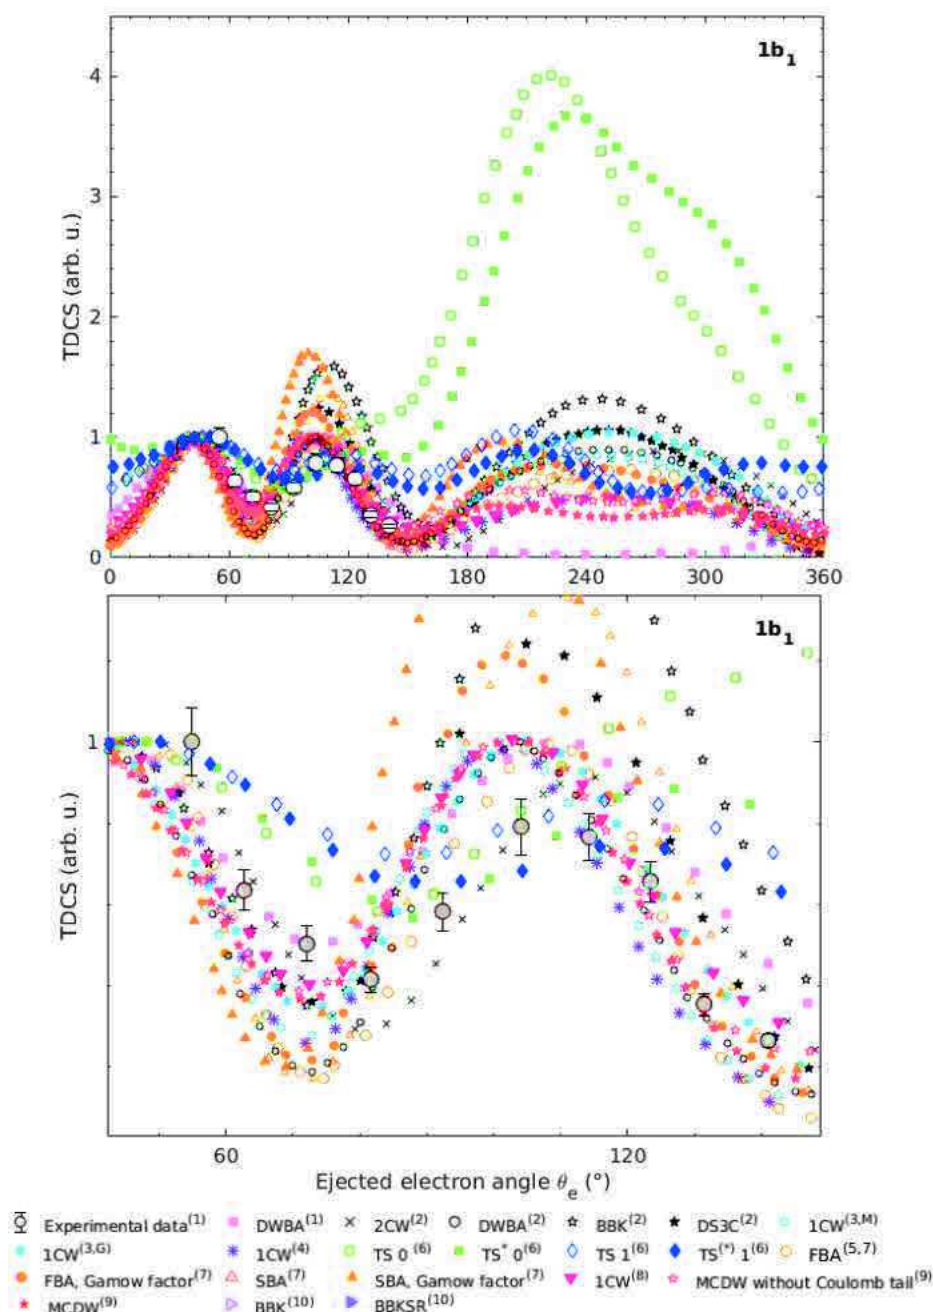 1b1
4
3
2
1
0
TDCS (arb. u.)
0 60 120 180 240 300 360
1b1
1
TDCS (arb. u.)
60 120
Ejected electron angle θe (°)
Experimental data(1) DWBA(1) 2CW(2) DWBA(2) BBK(2) DS3C(2) 1CW(3,M)
1CW(3,G) 1CW(4) TS 0(6) TS* 0(6) TS 1(6) TS(*) 1(6) FBA(5,7)
FBA, Gamow factor(7) SBA(7) SBA, Gamow factor(7) 1CW(8) MCDW without Coulomb tail(9)
MCDW(9) BBK(10) BBKSR(10)